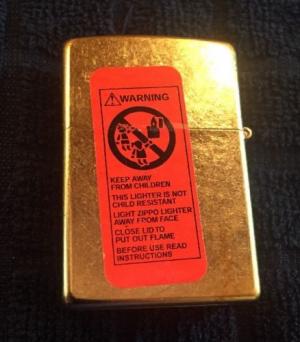 WARNING
KEEP AWAY
FROM CHILDREN
THIS LIGHTER IS NOT
CHILD RESISTANT
LIGHT ZIPPO LIGHTER
AWAY FROM FACE
CLOSE LID TO
PUT OUT FLAME
BEFORE USE READ
INSTRUCTIONS